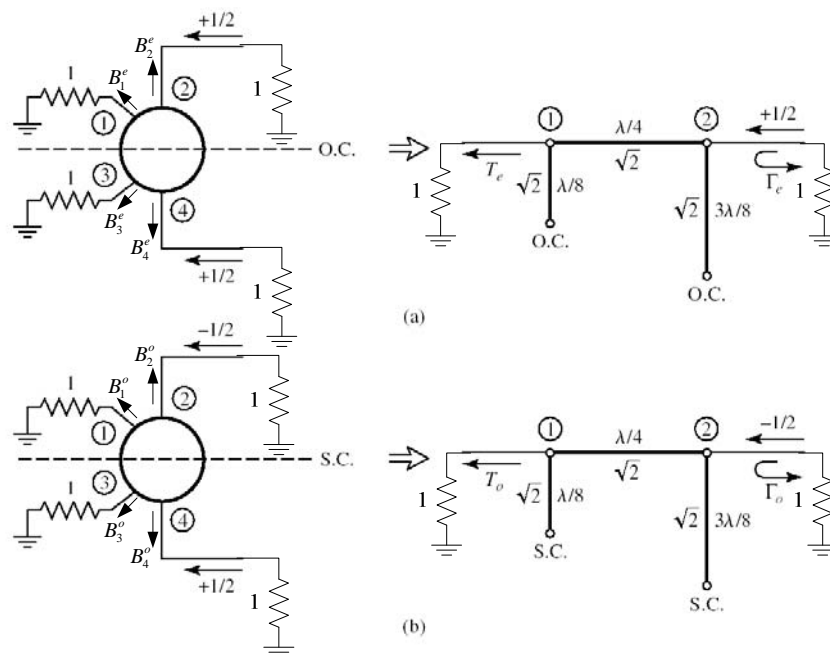 +1/2
B₂ᵉ
1
B₁ᵉ
②
1
①
O.C.
③
1
B₃ᵉ
④
B₄ᵉ
+1/2
1
①
λ/4
②
+1/2
Tₑ
√2
√2 λ/8
Γₑ
1
1
√2 3λ/8
O.C.
O.C.
(a)
−1/2
B₂ᵒ
1
B₁ᵒ
②
1
①
S.C.
③
1
B₃ᵒ
④
B₄ᵒ
+1/2
1
①
λ/4
②
−1/2
Tₒ
√2
√2 λ/8
Γₒ
1
1
√2 3λ/8
S.C.
S.C.
(b)